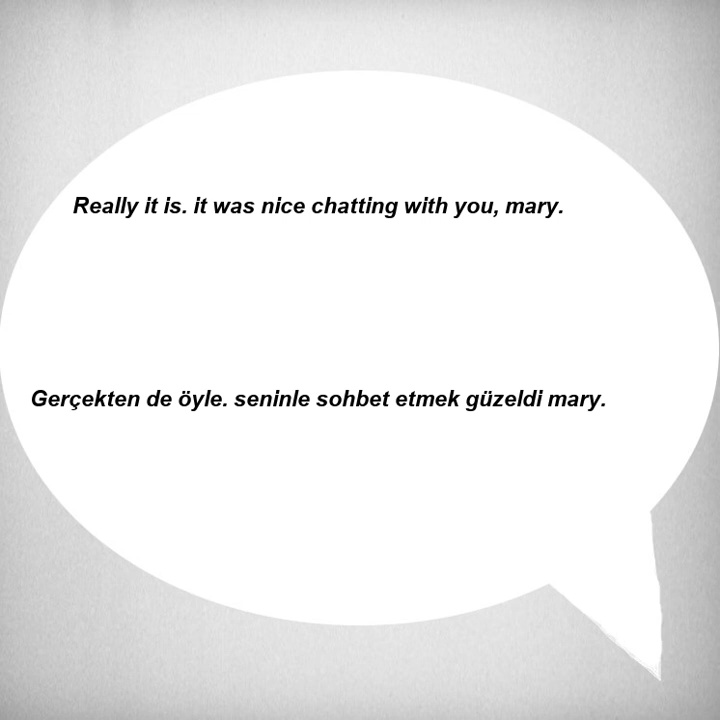 Really it is. it was nice chatting with you, mary.
Gerçekten de öyle. seninle sohbet etmek güzeldi mary.